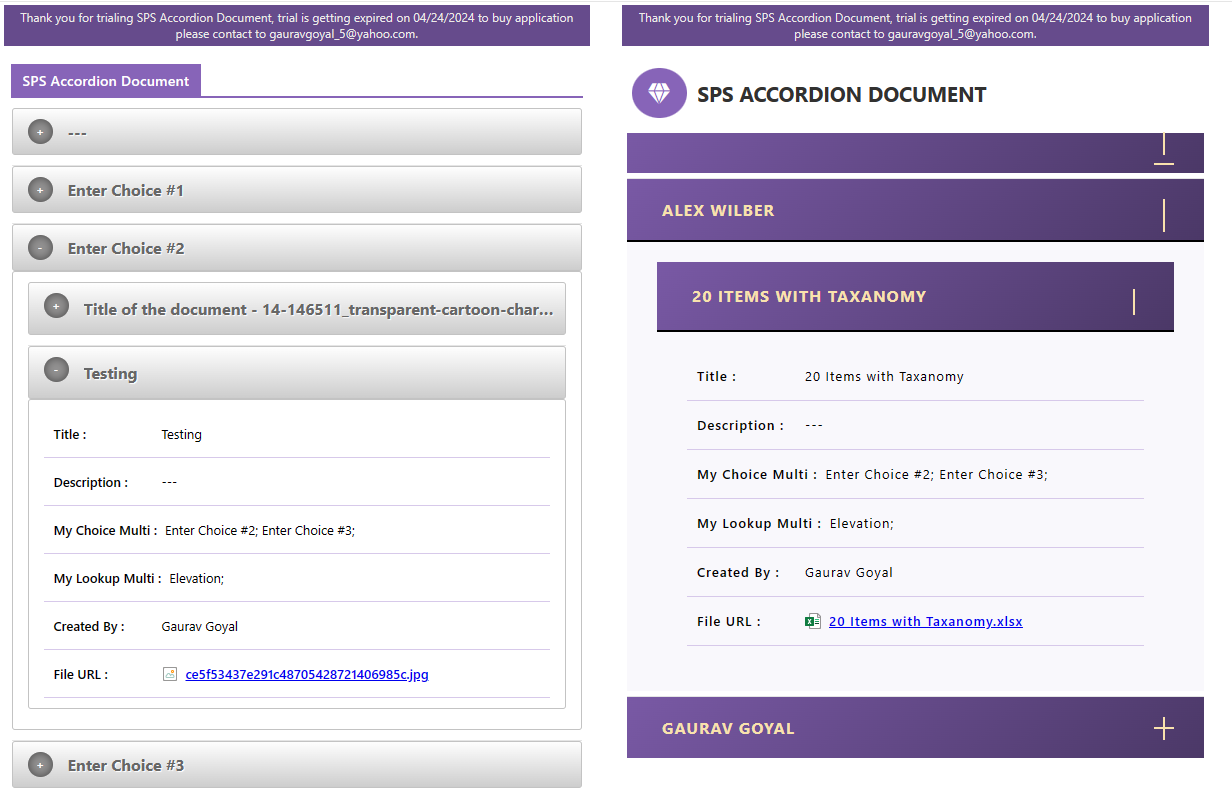 Thank you for trialing SPS Accordion Document, trial is getting expired on 04/24/2024 to buy application
please contact to gauravgoyal_5@yahoo.com.
SPS Accordion Document
+ ---
+ Enter Choice #1
- Enter Choice #2
+ Title of the document - 14-146511_transparent-cartoon-char...
- Testing
Title : Testing
Description : ---
My Choice Multi : Enter Choice #2; Enter Choice #3;
My Lookup Multi : Elevation;
Created By : Gaurav Goyal
File URL : ce5f53437e291c48705428721406985c.jpg
+ Enter Choice #3
Thank you for trialing SPS Accordion Document, trial is getting expired on 04/24/2024 to buy application
please contact to gauravgoyal_5@yahoo.com.
SPS ACCORDION DOCUMENT
ALEX WILBER
20 ITEMS WITH TAXANOMY
Title : 20 Items with Taxanomy
Description : ---
My Choice Multi : Enter Choice #2; Enter Choice #3;
My Lookup Multi : Elevation;
Created By : Gaurav Goyal
File URL : 20 Items with Taxanomy.xlsx
GAURAV GOYAL